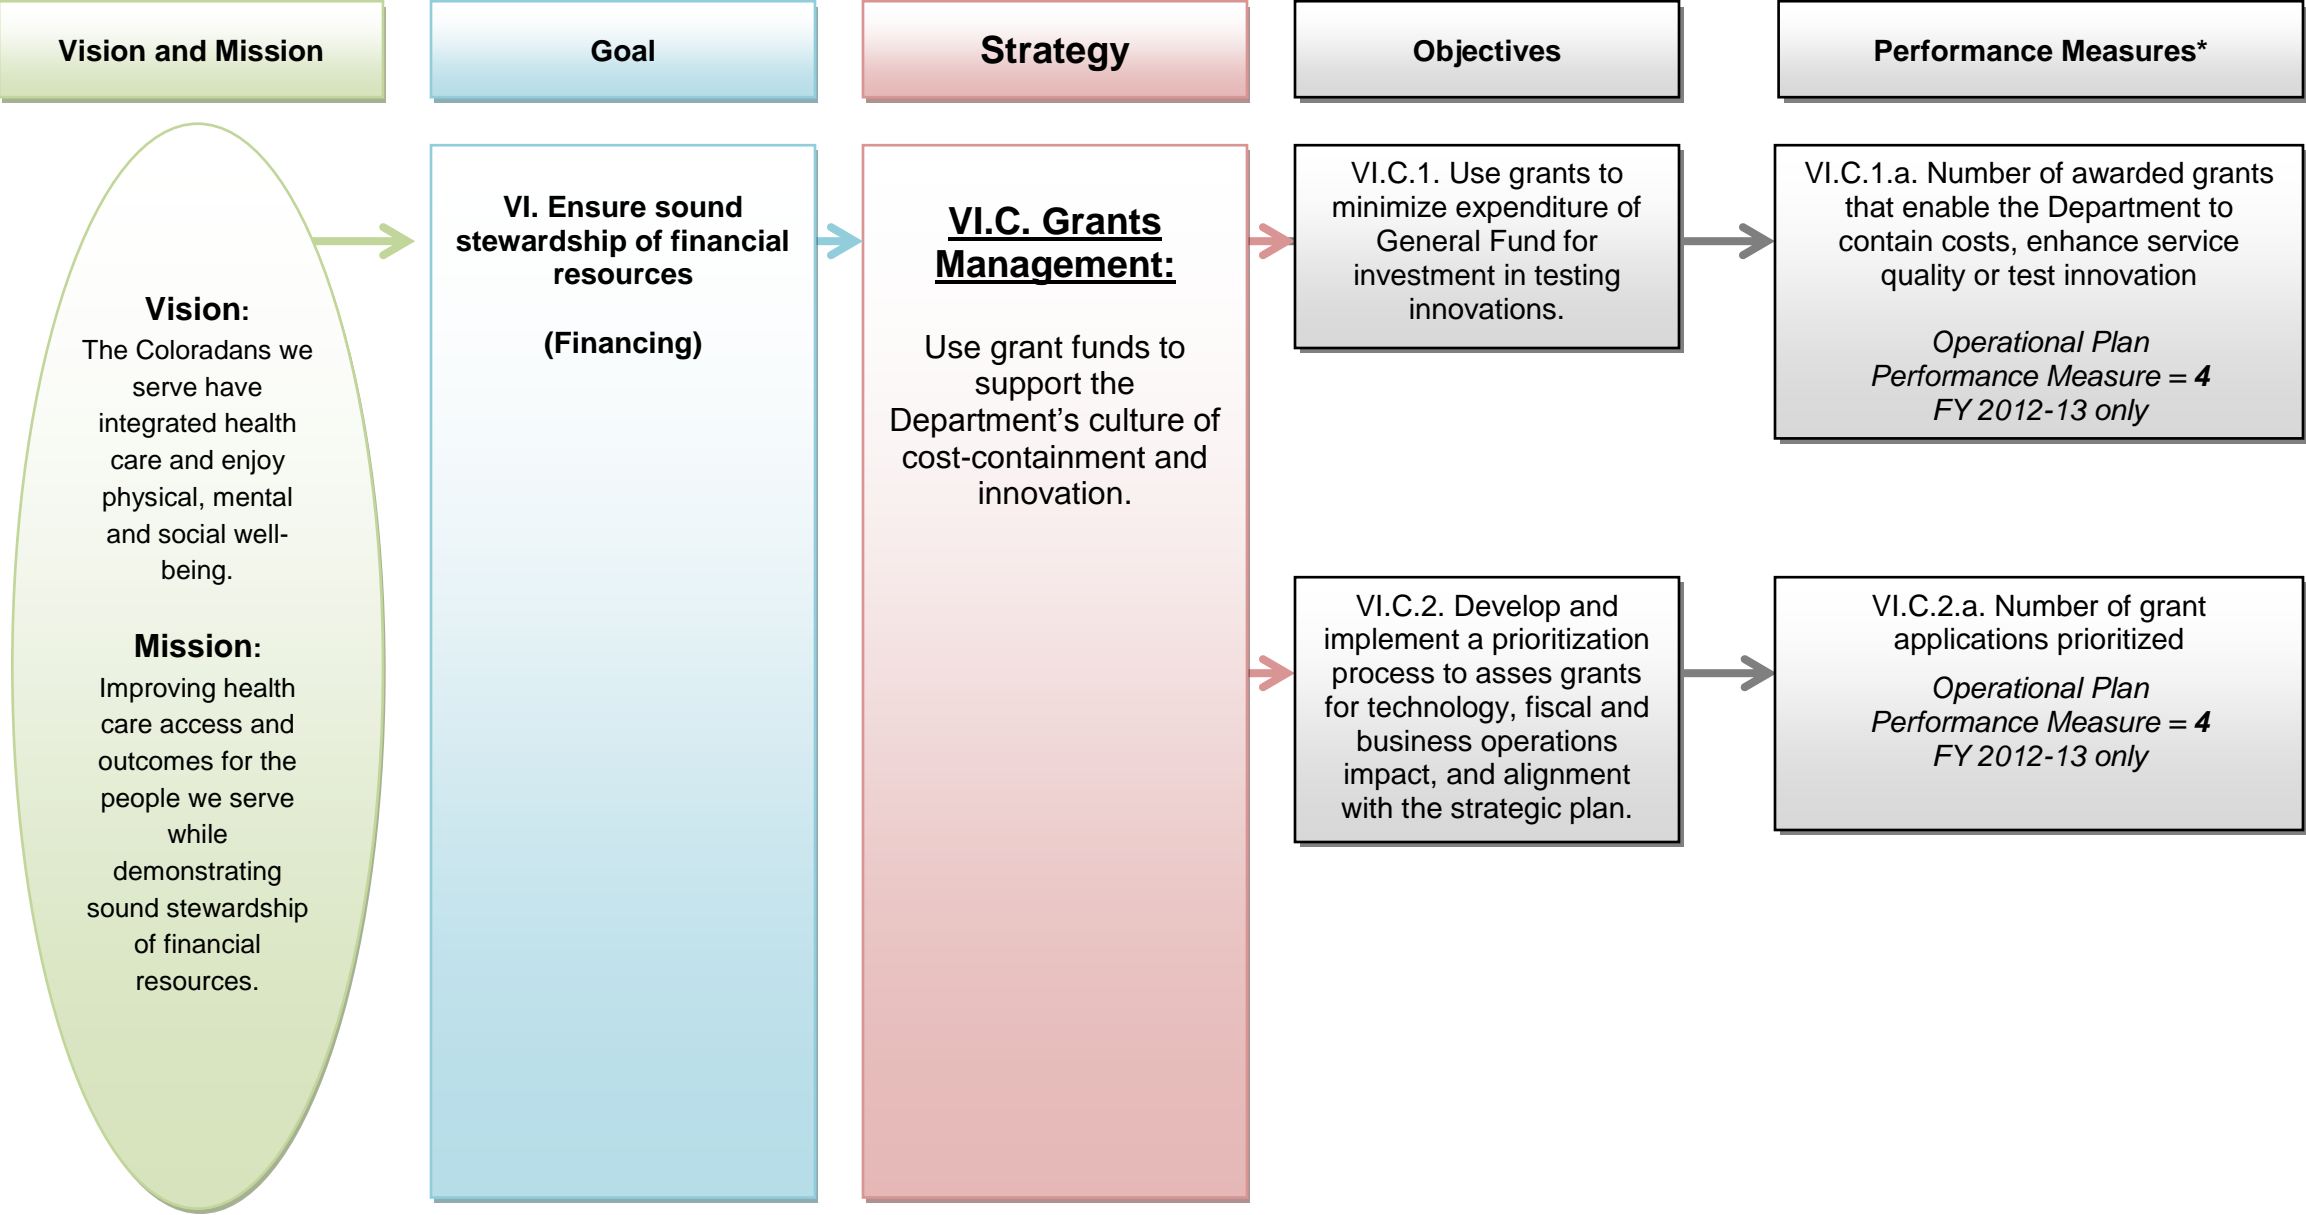 Vision and Mission
Goal
Strategy
Objectives
Performance Measures*
Vision:
The Coloradans we
serve have
integrated health
care and enjoy
physical, mental
and social well-
being.
Mission:
Improving health
care access and
outcomes for the
people we serve
while
demonstrating
sound stewardship
of financial
resources.
VI. Ensure sound
stewardship of financial
resources
(Financing)
VI.C. Grants
Management:
Use grant funds to
support the
Department’s culture of
cost-containment and
innovation.
VI.C.1. Use grants to
minimize expenditure of
General Fund for
investment in testing
innovations.
VI.C.1.a. Number of awarded grants
that enable the Department to
contain costs, enhance service
quality or test innovation
Operational Plan
Performance Measure = 4
FY 2012-13 only
VI.C.2. Develop and
implement a prioritization
process to asses grants
for technology, fiscal and
business operations
impact, and alignment
with the strategic plan.
VI.C.2.a. Number of grant
applications prioritized
Operational Plan
Performance Measure = 4
FY 2012-13 only